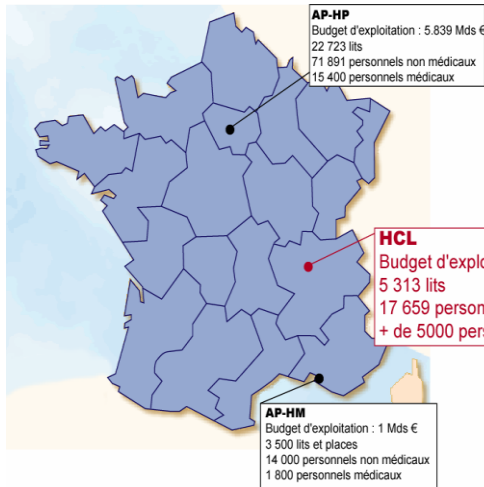 AP-HP
Budget d'exploitation : 5.839 Mds €
22 723 lits
71 891 personnels non médicaux
15 400 personnels médicaux
HCL
Budget d'explo
5 313 lits
17 659 person
+ de 5000 pers
AP-HM
Budget d'exploitation : 1 Mds €
3 500 lits et places
14 000 personnels non médicaux
1 800 personnels médicaux